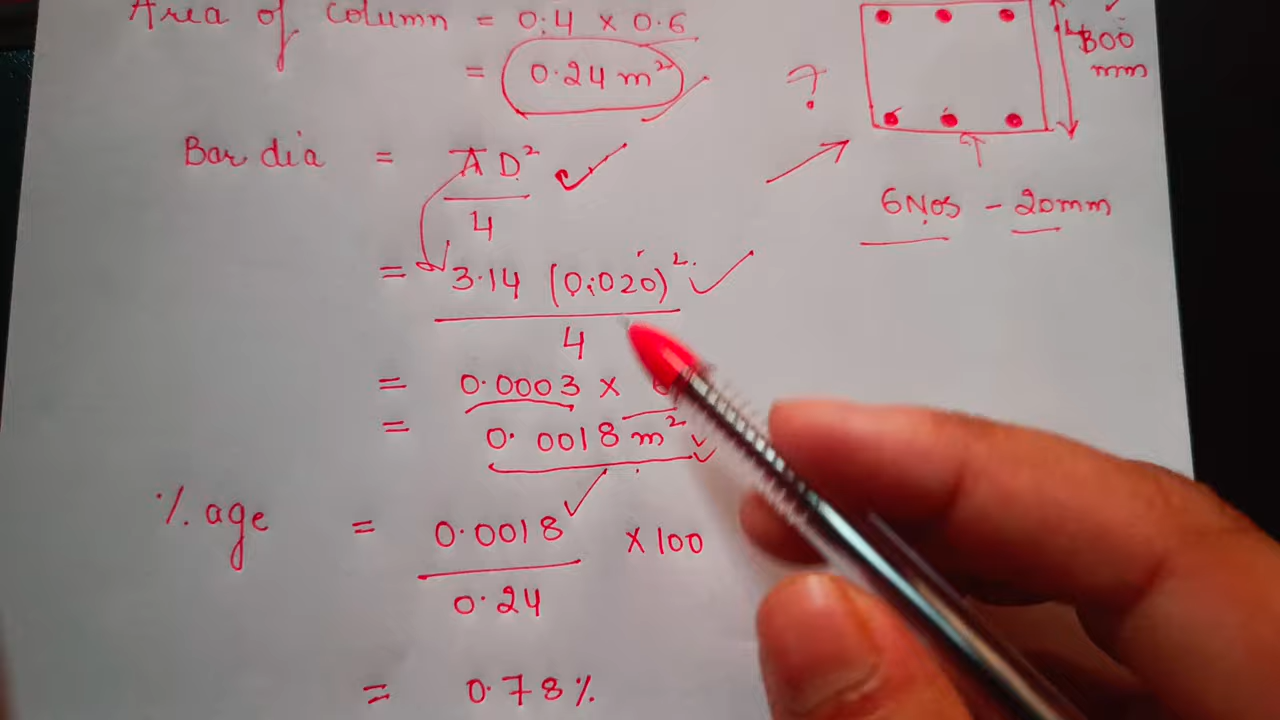 Area of Column = 0.4 × 0.6
= 0.24 m²
?
mm
Bar dia = πD²
4
6Nos - 20mm
= 3.14 (0.020)²
4
= 0.0003 ×
= 0.0018 m²
% age = 0.0018 × 100
0.24
= 0.78%